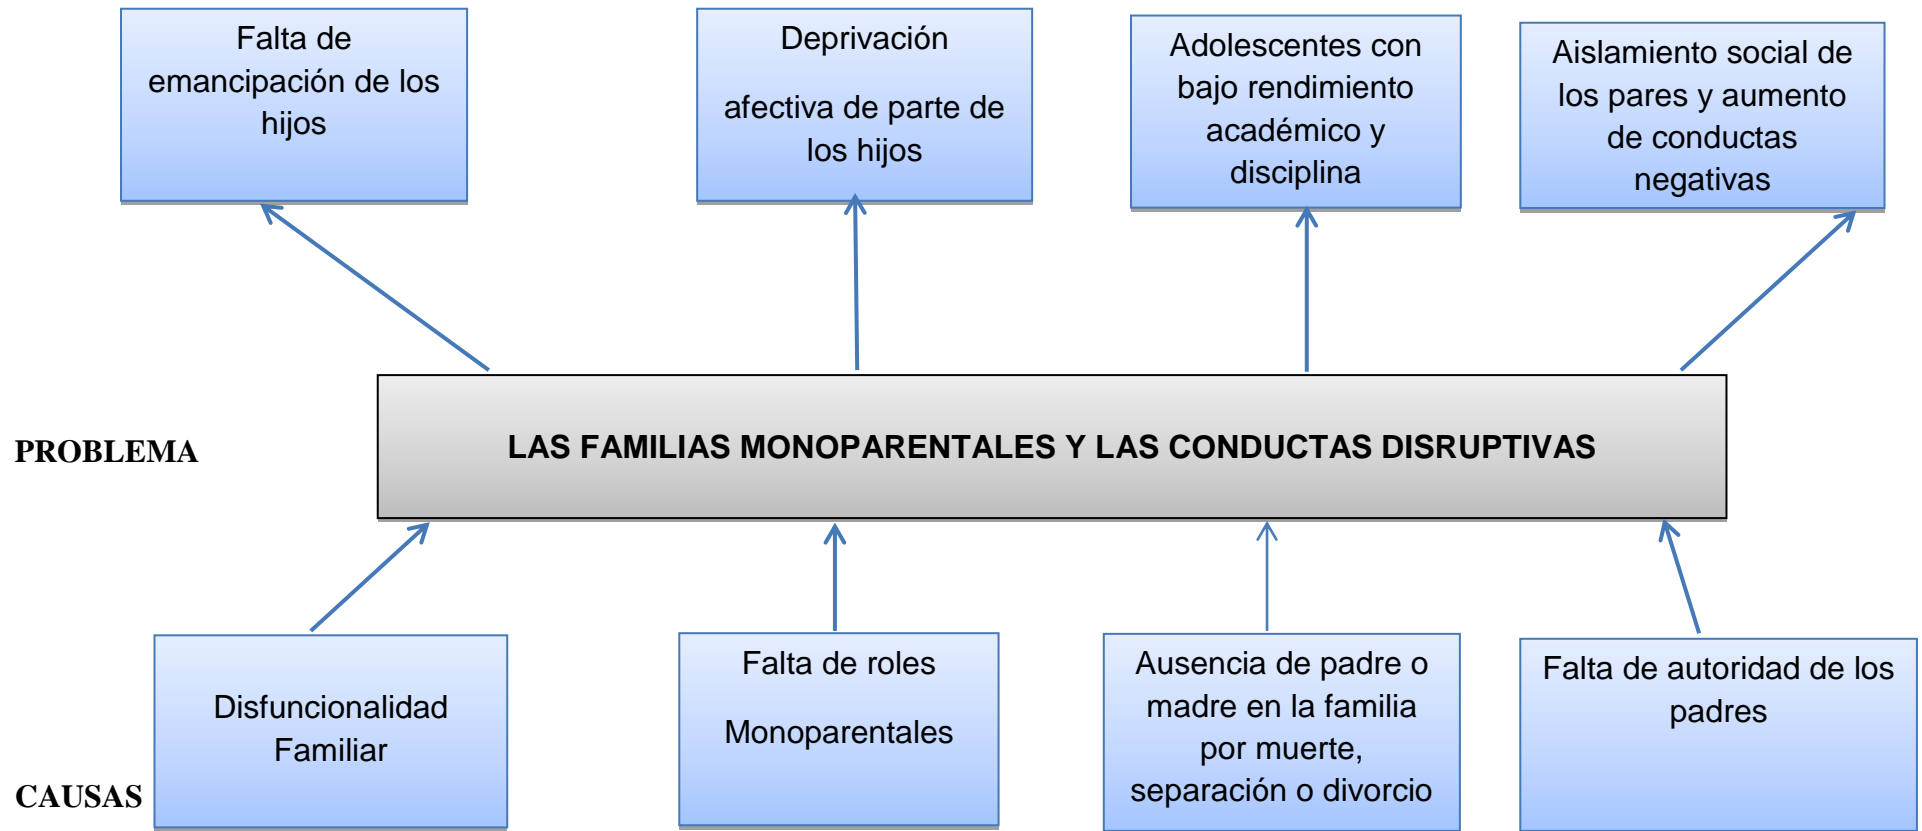 Falta de
emancipación de los
hijos
Deprivación
afectiva de parte de
los hijos
Adolescentes con
bajo rendimiento
académico y
disciplina
Aislamiento social de
los pares y aumento
de conductas
negativas
PROBLEMA
LAS FAMILIAS MONOPARENTALES Y LAS CONDUCTAS DISRUPTIVAS
Disfuncionalidad
Familiar
Falta de roles
Monoparentales
Ausencia de padre o
madre en la familia
por muerte,
separación o divorcio
Falta de autoridad de los
padres
CAUSAS